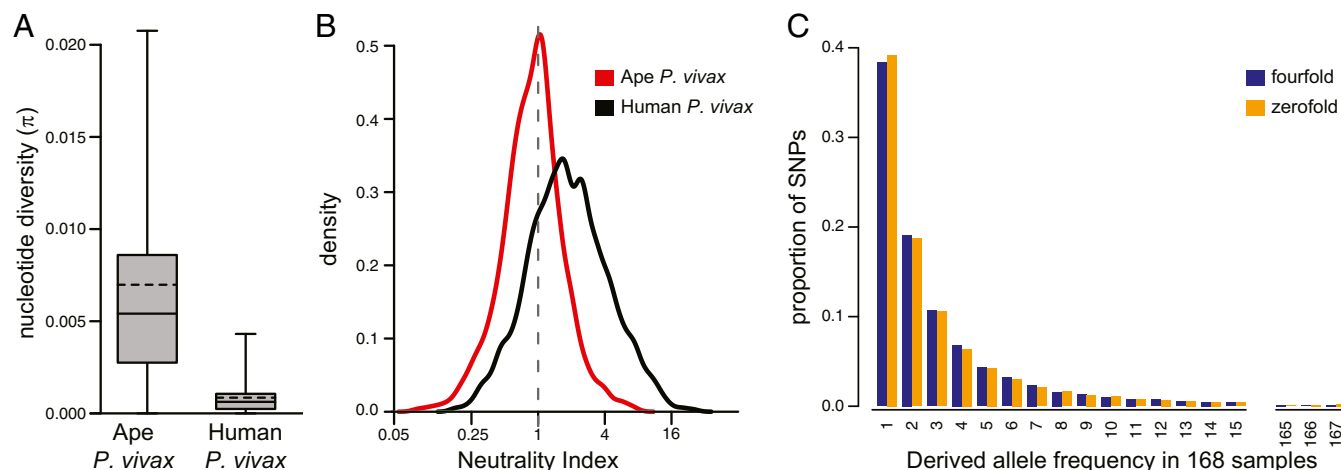 A
nucleotide diversity (π)
0.020
0.015
0.010
0.005
0.000
Ape
P. vivax
Human
P. vivax
B
density
0.5
0.4
0.3
0.2
0.1
0.0
0.05
0.25
1
4
16
Neutrality Index
Ape P. vivax
Human P. vivax
C
proportion of SNPs
0.4
0.3
0.2
0.1
0.0
fourfold
zerofold
1
2
3
4
5
6
7
8
9
10
11
12
13
14
15
165
166
167
Derived allele frequency in 168 samples